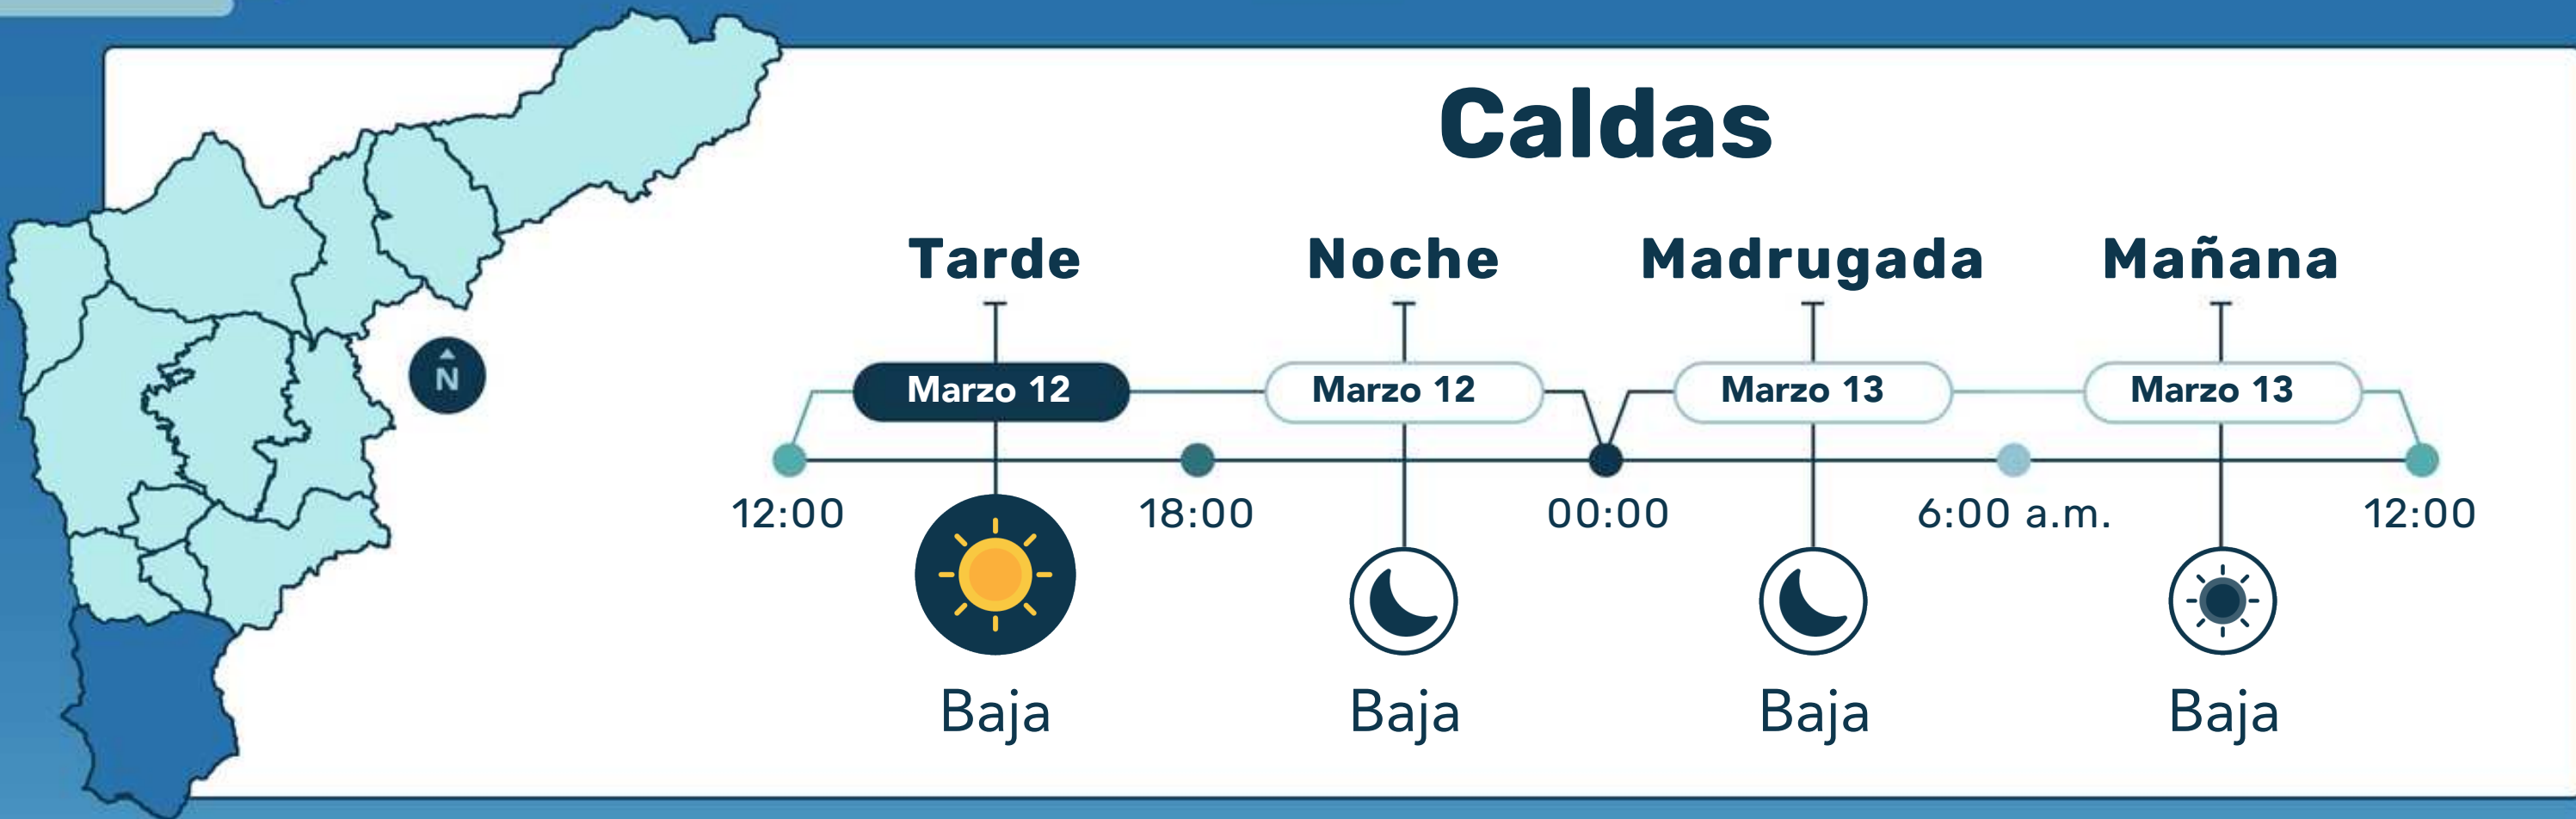 Caldas
Tarde Noche Madrugada Mañana
Marzo 12 Marzo 12 Marzo 13 Marzo 13
N
12:00 18:00 00:00 6:00 a.m. 12:00
Baja Baja Baja Baja